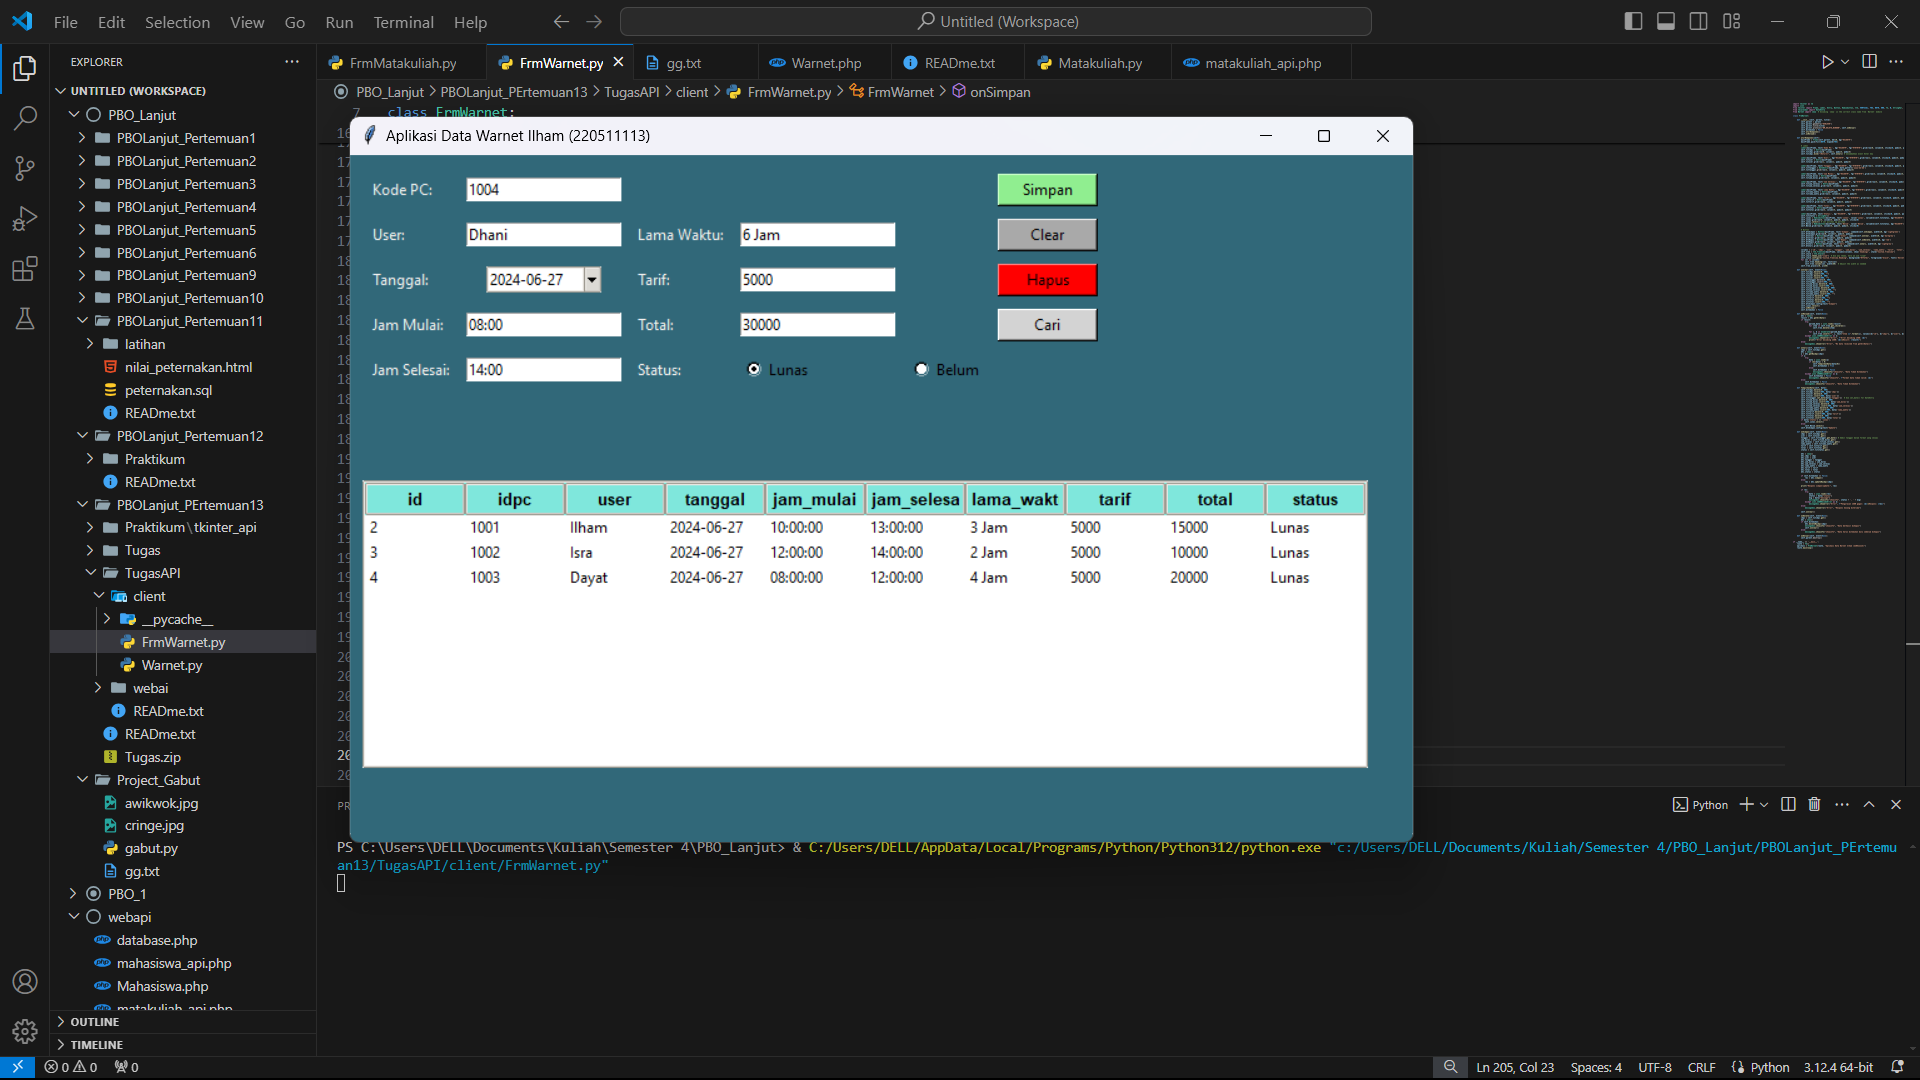 File Edit Selection View Go Run Terminal Help
Untitled (Workspace)
EXPLORER
UNTITLED (WORKSPACE)
PBO_Lanjut
PBOLanjut_Pertemuan1
PBOLanjut_Pertemuan2
PBOLanjut_Pertemuan3
PBOLanjut_Pertemuan4
PBOLanjut_Pertemuan5
PBOLanjut_Pertemuan6
PBOLanjut_Pertemuan9
PBOLanjut_Pertemuan10
PBOLanjut_Pertemuan11
latihan
nilai_peternakan.html
peternakan.sql
READme.txt
PBOLanjut_Pertemuan12
Praktikum
READme.txt
PBOLanjut_PErtemuan13
Praktikum\tkinter_api
Tugas
TugasAPI
client
__pycache__
FrmWarnet.py
Warnet.py
webai
READme.txt
READme.txt
Tugas.zip
Project_Gabut
awikwok.jpg
cringe.jpg
gabut.py
gg.txt
PBO_1
webapi
database.php
mahasiswa_api.php
Mahasiswa.php
matakuliah_api.php
OUTLINE
TIMELINE
FrmMatakuliah.py FrmWarnet.py gg.txt Warnet.php READme.txt Matakuliah.py matakuliah_api.php
PBO_Lanjut > PBOLanjut_PErtemuan13 > TugasAPI > client > FrmWarnet.py > FrmWarnet > onSimpan
7 class FrmWarnet:
Aplikasi Data Warnet Ilham (220511113)
Kode PC: 1004 Simpan
User: Dhani Lama Waktu: 6 Jam Clear
Tanggal: 2024-06-27 Tarif: 5000 Hapus
Jam Mulai: 08:00 Total: 30000 Cari
Jam Selesai: 14:00 Status: Lunas Belum
id idpc user tanggal jam_mulai jam_selesa lama_wakt tarif total status
2 1001 Ilham 2024-06-27 10:00:00 13:00:00 3 Jam 5000 15000 Lunas
3 1002 Isra 2024-06-27 12:00:00 14:00:00 2 Jam 5000 10000 Lunas
4 1003 Dayat 2024-06-27 08:00:00 12:00:00 4 Jam 5000 20000 Lunas
Python
PS C:\Users\DELL\Documents\Kuliah\Semester 4\PBO_Lanjut> & C:/Users/DELL/AppData/Local/Programs/Python/Python312/python.exe "c:/Users/DELL/Documents/Kuliah/Semester 4/PBO_Lanjut/PBOLanjut_PErtemu
an13/TugasAPI/client/FrmWarnet.py"
0 0 0 Ln 205, Col 23 Spaces: 4 UTF-8 CRLF Python 3.12.4 64-bit